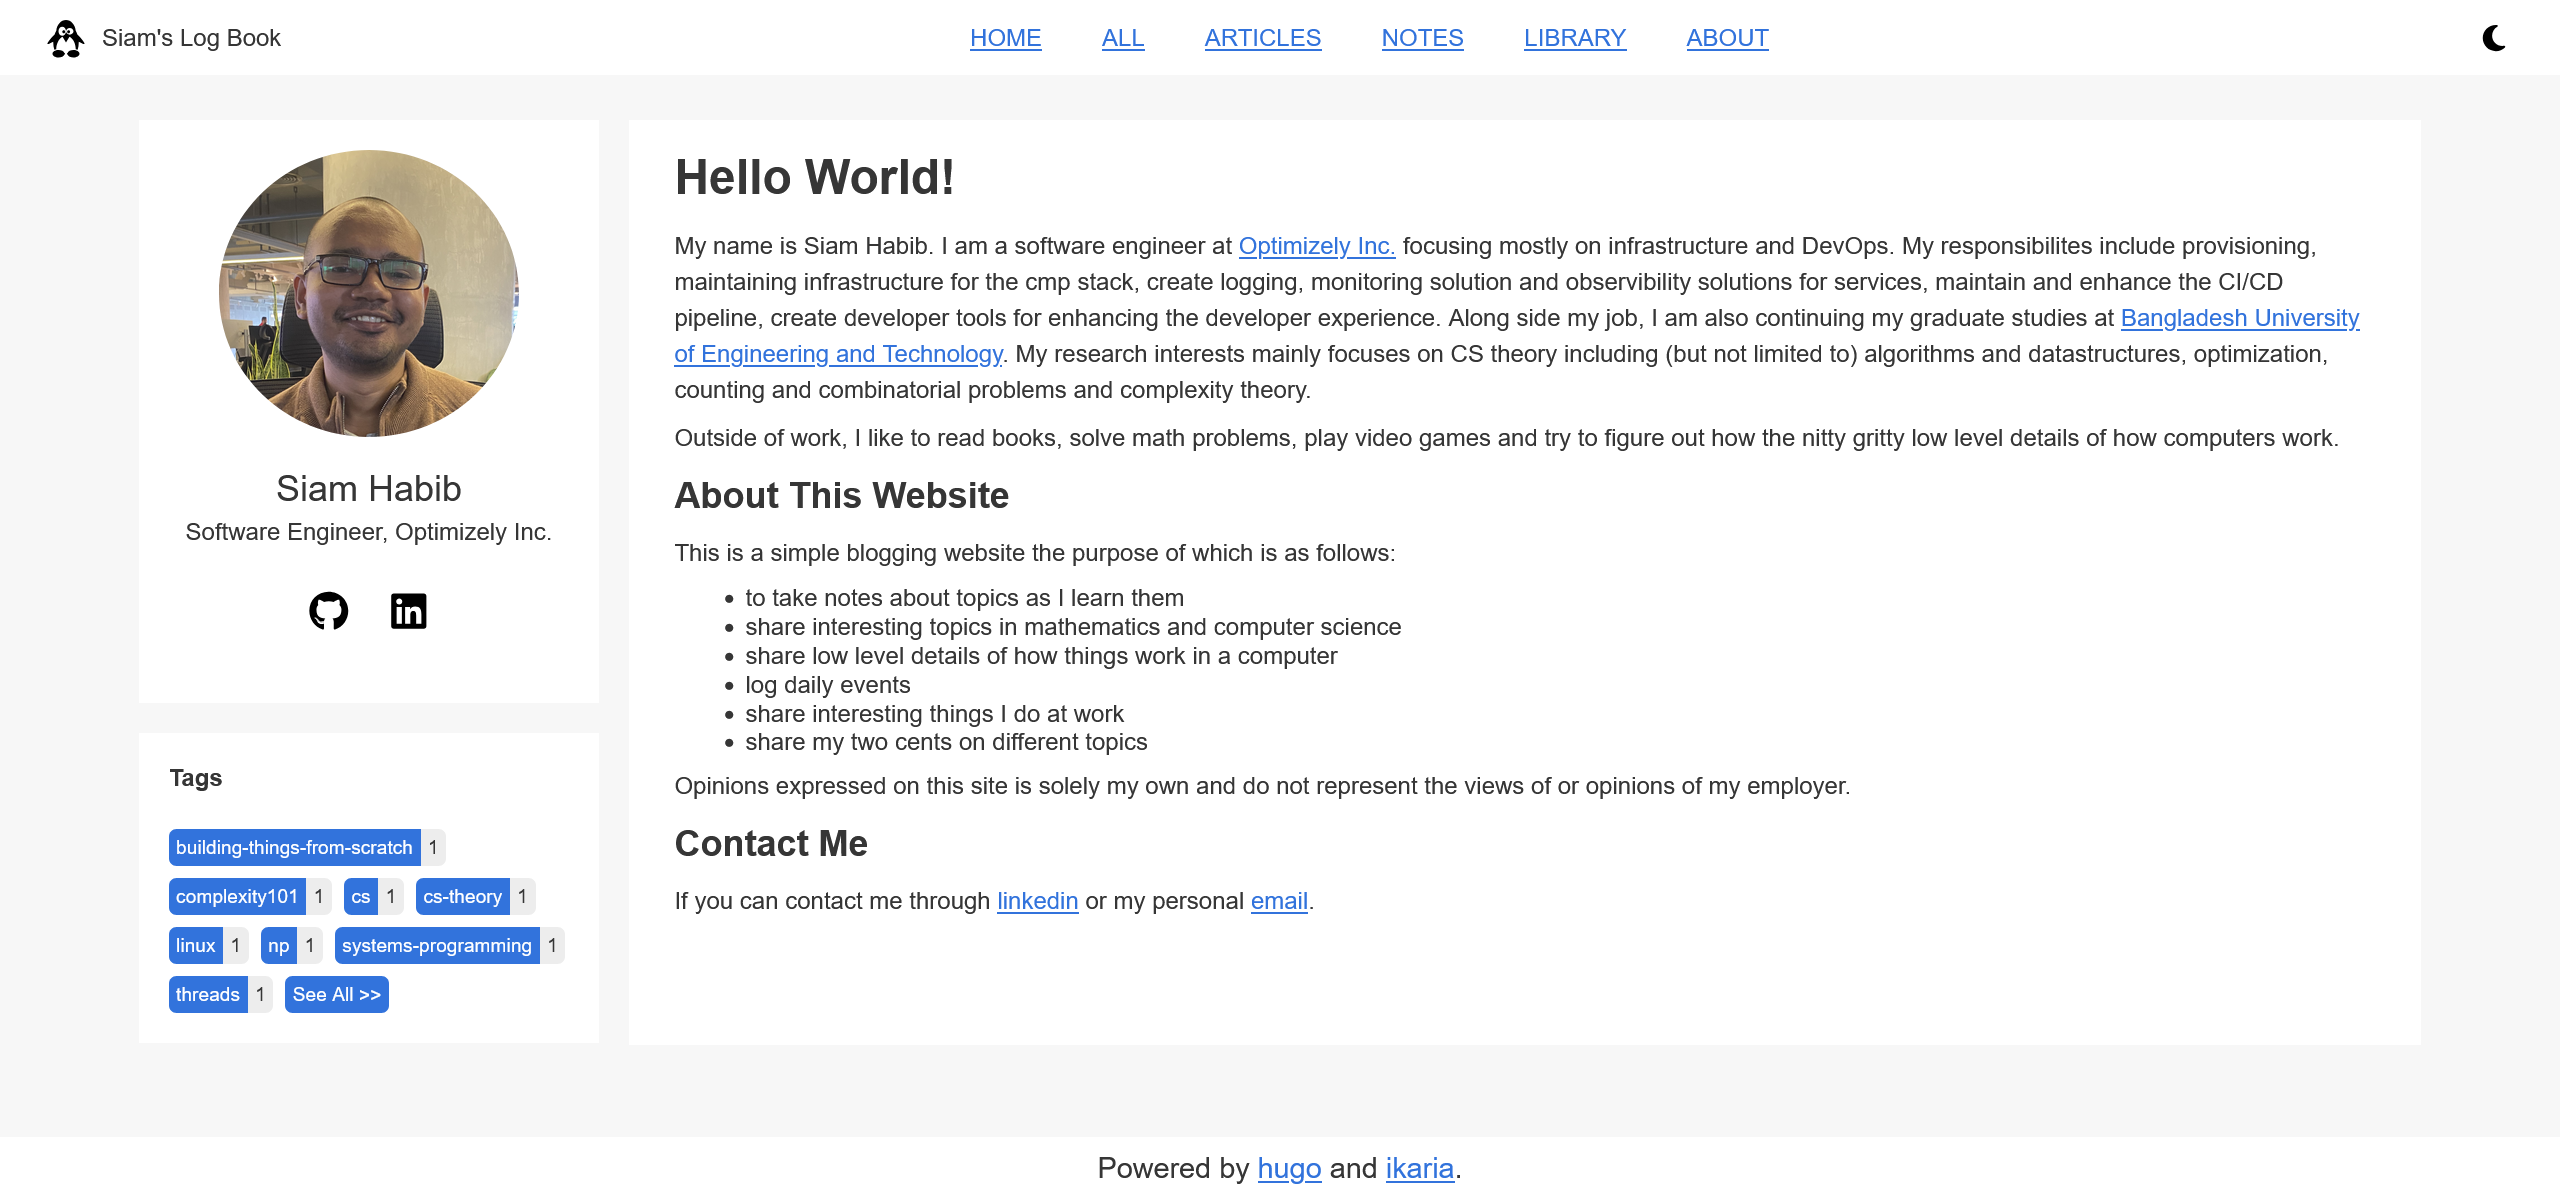 Siam's Log Book
HOME ALL ARTICLES NOTES LIBRARY ABOUT
Siam Habib
Software Engineer, Optimizely Inc.
Tags
building-things-from-scratch 1
complexity101 1 cs 1 cs-theory 1
linux 1 np 1 systems-programming 1
threads 1 See All >>
Hello World!
My name is Siam Habib. I am a software engineer at Optimizely Inc. focusing mostly on infrastructure and DevOps. My responsibilites include provisioning,
maintaining infrastructure for the cmp stack, create logging, monitoring solution and observibility solutions for services, maintain and enhance the CI/CD
pipeline, create developer tools for enhancing the developer experience. Along side my job, I am also continuing my graduate studies at Bangladesh University
of Engineering and Technology. My research interests mainly focuses on CS theory including (but not limited to) algorithms and datastructures, optimization,
counting and combinatorial problems and complexity theory.
Outside of work, I like to read books, solve math problems, play video games and try to figure out how the nitty gritty low level details of how computers work.
About This Website
This is a simple blogging website the purpose of which is as follows:
• to take notes about topics as I learn them
• share interesting topics in mathematics and computer science
• share low level details of how things work in a computer
• log daily events
• share interesting things I do at work
• share my two cents on different topics
Opinions expressed on this site is solely my own and do not represent the views of or opinions of my employer.
Contact Me
If you can contact me through linkedin or my personal email.
Powered by hugo and ikaria.